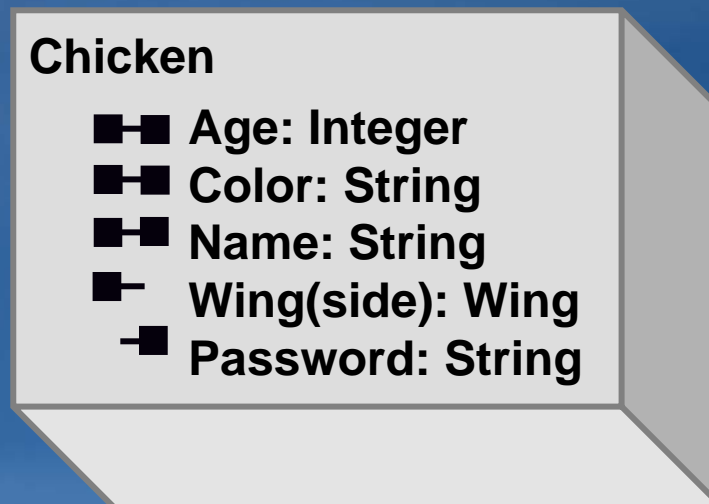 Chicken
Age: Integer
Color: String
Name: String
Wing(side): Wing
Password: String